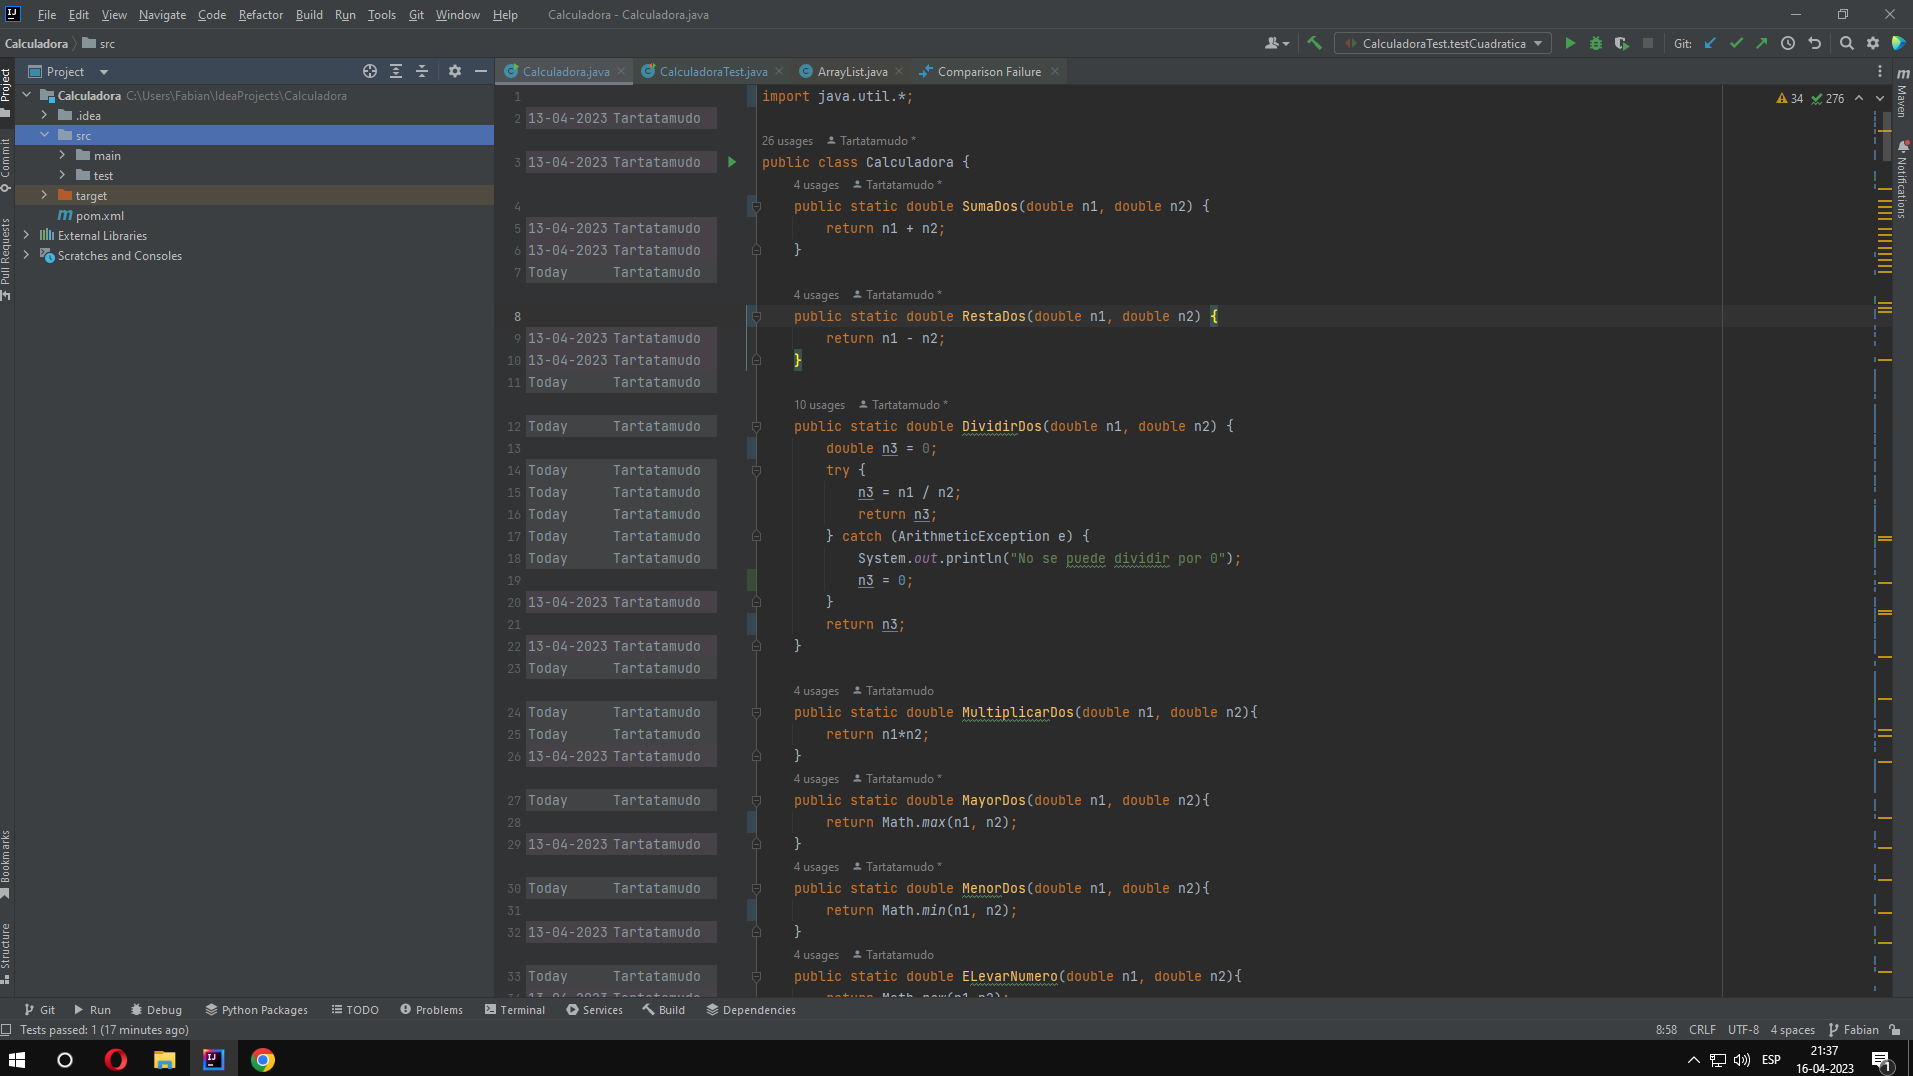 File Edit View Navigate Code Refactor Build Run Tools Git Window Help Calculadora - Calculadora.java
Calculadora src CalculadoraTest.testCuadratica Git:
Project
Calculadora.java CalculadoraTest.java ArrayList.java Comparison Failure
Calculadora C:\Users\Fabian\IdeaProjects\Calculadora
.idea
src
main
test
target
pom.xml
External Libraries
Scratches and Consoles
Project
Commit
Pull Requests
Bookmarks
Structure
34 276
Maven
Notifications
1 import java.util.*;
2 13-04-2023 Tartatamudo
26 usages Tartatamudo *
3 13-04-2023 Tartatamudo public class Calculadora {
4 usages Tartatamudo *
4 public static double SumaDos(double n1, double n2) {
5 13-04-2023 Tartatamudo return n1 + n2;
6 13-04-2023 Tartatamudo }
7 Today Tartatamudo
4 usages Tartatamudo *
8 public static double RestaDos(double n1, double n2) {
9 13-04-2023 Tartatamudo return n1 - n2;
10 13-04-2023 Tartatamudo }
11 Today Tartatamudo
10 usages Tartatamudo *
12 Today Tartatamudo public static double DividirDos(double n1, double n2) {
13 double n3 = 0;
14 Today Tartatamudo try {
15 Today Tartatamudo n3 = n1 / n2;
16 Today Tartatamudo return n3;
17 Today Tartatamudo } catch (ArithmeticException e) {
18 Today Tartatamudo System.out.println("No se puede dividir por 0");
19 n3 = 0;
20 13-04-2023 Tartatamudo }
21 return n3;
22 13-04-2023 Tartatamudo }
23 Today Tartatamudo
4 usages Tartatamudo
24 Today Tartatamudo public static double MultiplicarDos(double n1, double n2){
25 Today Tartatamudo return n1*n2;
26 13-04-2023 Tartatamudo }
4 usages Tartatamudo *
27 Today Tartatamudo public static double MayorDos(double n1, double n2){
28 return Math.max(n1, n2);
29 13-04-2023 Tartatamudo }
4 usages Tartatamudo *
30 Today Tartatamudo public static double MenorDos(double n1, double n2){
31 return Math.min(n1, n2);
32 13-04-2023 Tartatamudo }
4 usages Tartatamudo
33 Today Tartatamudo public static double ELevarNumero(double n1, double n2){
Git Run Debug Python Packages TODO Problems Terminal Services Build Dependencies
Tests passed: 1 (17 minutes ago) 8:58 CRLF UTF-8 4 spaces Fabian
ESP 21:37
16-04-2023 1